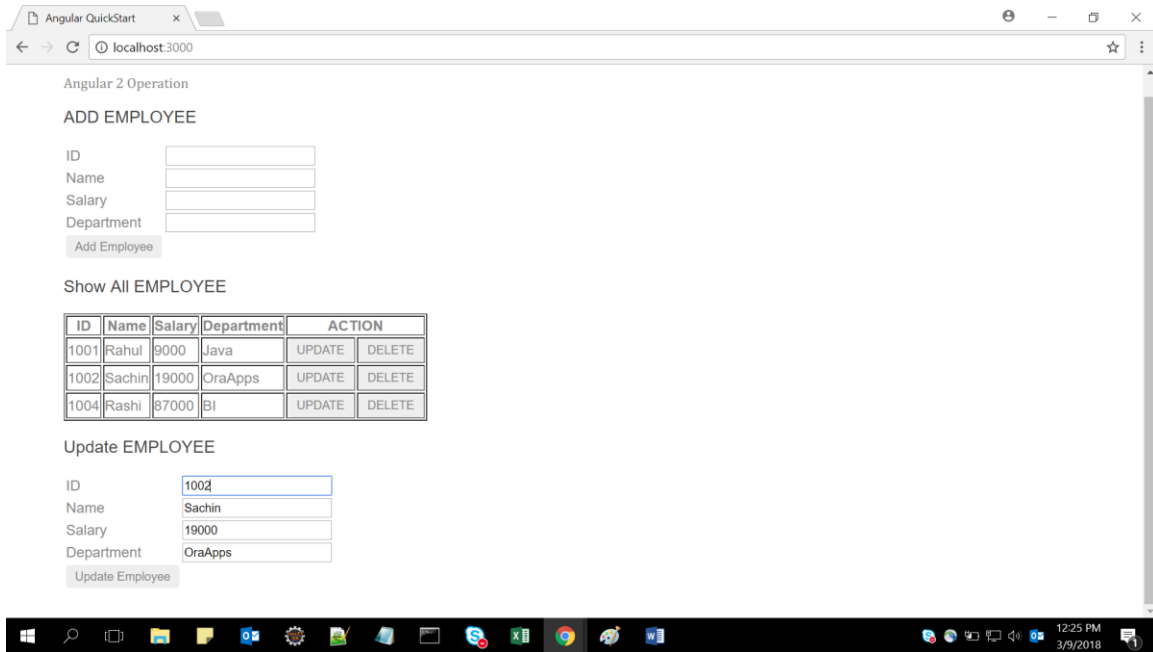 Angular QuickStart
localhost:3000
Angular 2 Operation
ADD EMPLOYEE
ID
Name
Salary
Department
Add Employee
Show All EMPLOYEE
ID Name Salary Department ACTION
1001 Rahul 9000 Java UPDATE DELETE
1002 Sachin 19000 OraApps UPDATE DELETE
1004 Rashi 87000 BI UPDATE DELETE
Update EMPLOYEE
ID 1002
Name Sachin
Salary 19000
Department OraApps
Update Employee
12:25 PM
3/9/2018